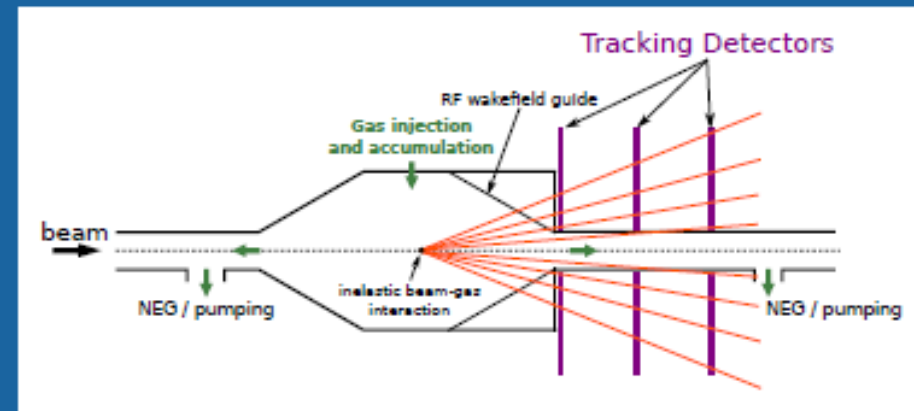 Tracking Detectors
RF wakefield guide
Gas injection
and accumulation
beam
inelastic beam-gas
interaction
NEG / pumping
NEG / pumping